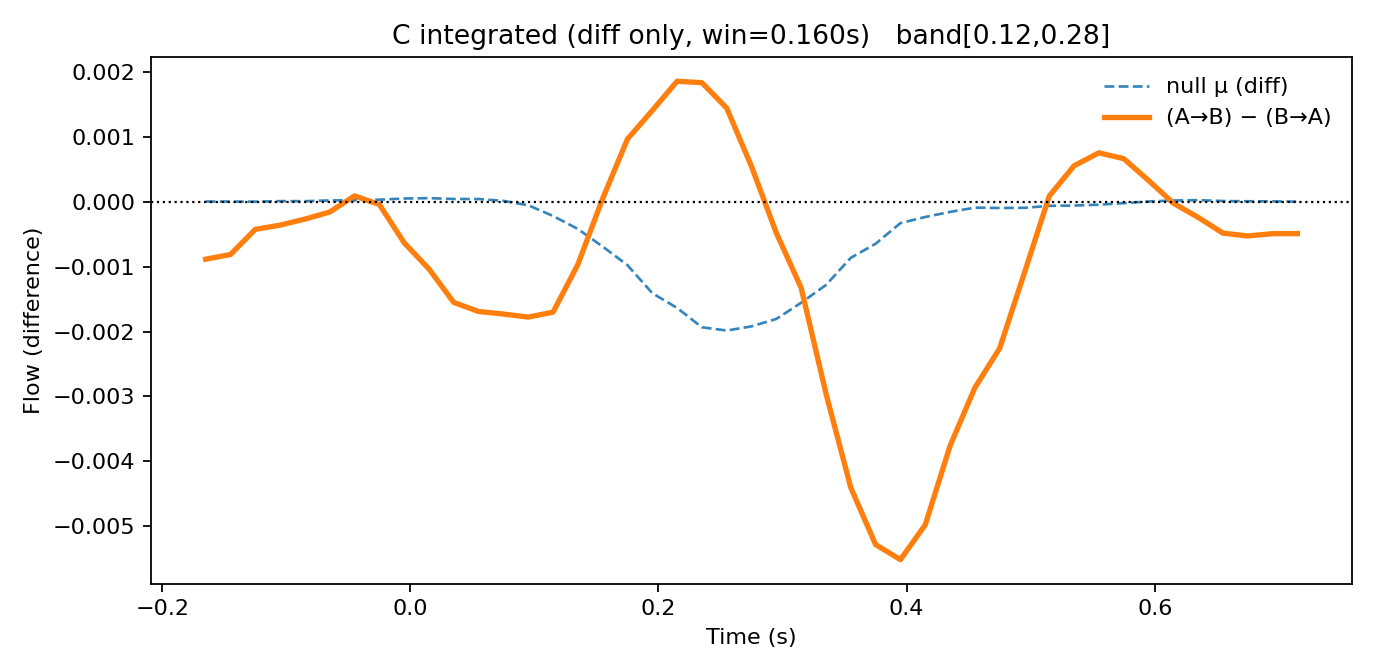 C integrated (diff only, win=0.160s)   band[0.12,0.28]
null μ (diff)
(A→B) − (B→A)
Flow (difference)
0.002
0.001
0.000
−0.001
−0.002
−0.003
−0.004
−0.005
−0.2
0.0
0.2
0.4
0.6
Time (s)